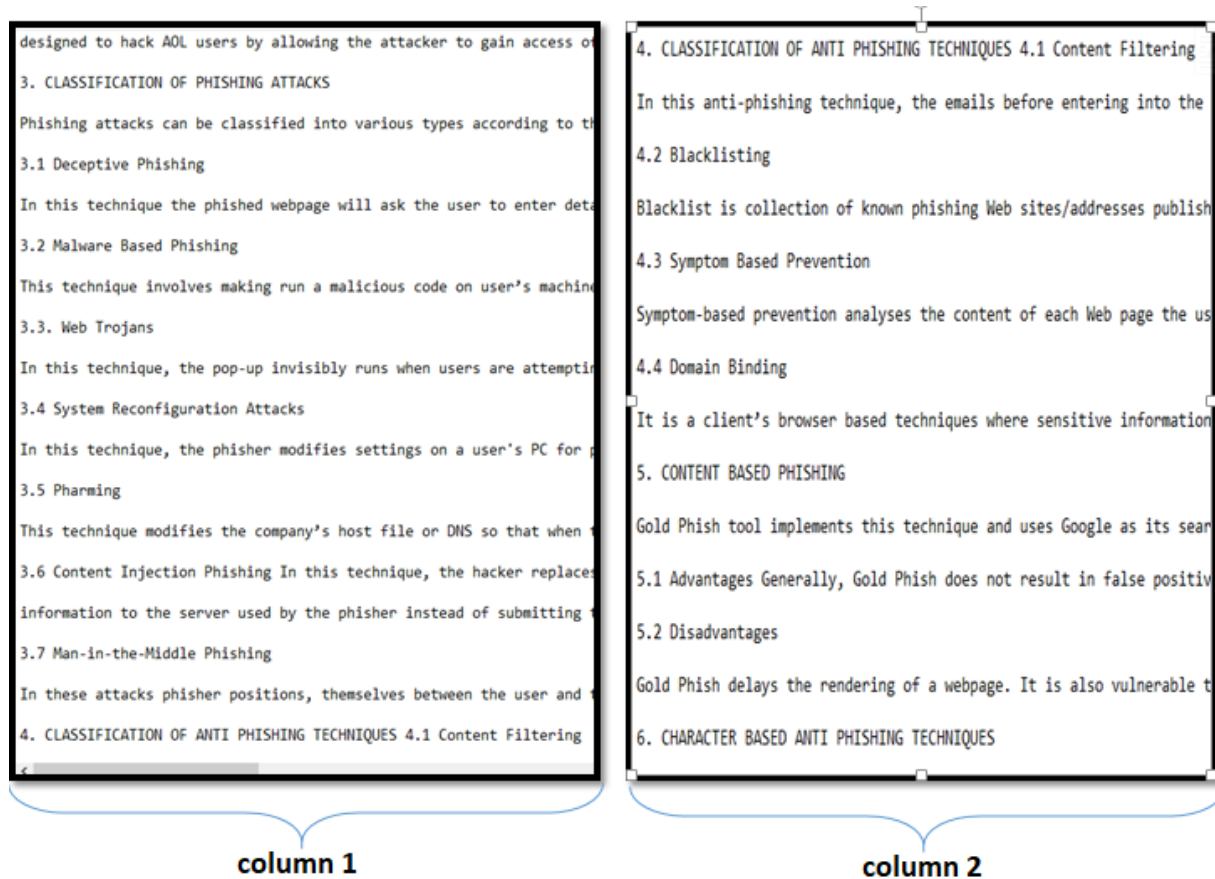 designed to hack AOL users by allowing the attacker to gain access of
3. CLASSIFICATION OF PHISHING ATTACKS
Phishing attacks can be classified into various types according to th
3.1 Deceptive Phishing
In this technique the phished webpage will ask the user to enter deta
3.2 Malware Based Phishing
This technique involves making run a malicious code on user’s machine
3.3. Web Trojans
In this technique, the pop-up invisibly runs when users are attemptin
3.4 System Reconfiguration Attacks
In this technique, the phisher modifies settings on a user's PC for
3.5 Pharming
This technique modifies the company’s host file or DNS so that when
3.6 Content Injection Phishing In this technique, the hacker replaces
information to the server used by the phisher instead of submitting
3.7 Man-in-the-Middle Phishing
In these attacks phisher positions, themselves between the user and
4. CLASSIFICATION OF ANTI PHISHING TECHNIQUES 4.1 Content Filtering
column 1
4. CLASSIFICATION OF ANTI PHISHING TECHNIQUES 4.1 Content Filtering
In this anti-phishing technique, the emails before entering into the
4.2 Blacklisting
Blacklist is collection of known phishing Web sites/addresses publish
4.3 Symptom Based Prevention
Symptom-based prevention analyses the content of each Web page the us
4.4 Domain Binding
It is a client’s browser based techniques where sensitive information
5. CONTENT BASED PHISHING
Gold Phish tool implements this technique and uses Google as its sear
5.1 Advantages Generally, Gold Phish does not result in false positiv
5.2 Disadvantages
Gold Phish delays the rendering of a webpage. It is also vulnerable t
6. CHARACTER BASED ANTI PHISHING TECHNIQUES
column 2